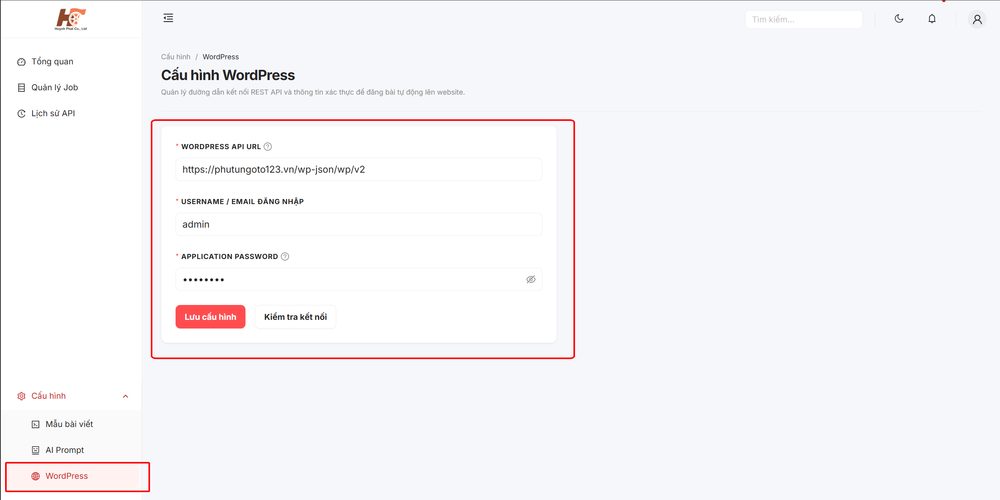 Huynh Phat Co., Ltd
Tìm kiếm...
Tổng quan
Quản lý Job
Lịch sử API
Cấu hình / WordPress
Cấu hình WordPress
Quản lý đường dẫn kết nối REST API và thông tin xác thực để đăng bài tự động lên website.
* WORDPRESS API URL ?
https://phutungoto123.vn/wp-json/wp/v2
* USERNAME / EMAIL ĐĂNG NHẬP
admin
* APPLICATION PASSWORD ?
••••••••
Lưu cấu hình
Kiểm tra kết nối
Cấu hình
Mẫu bài viết
AI Prompt
WordPress